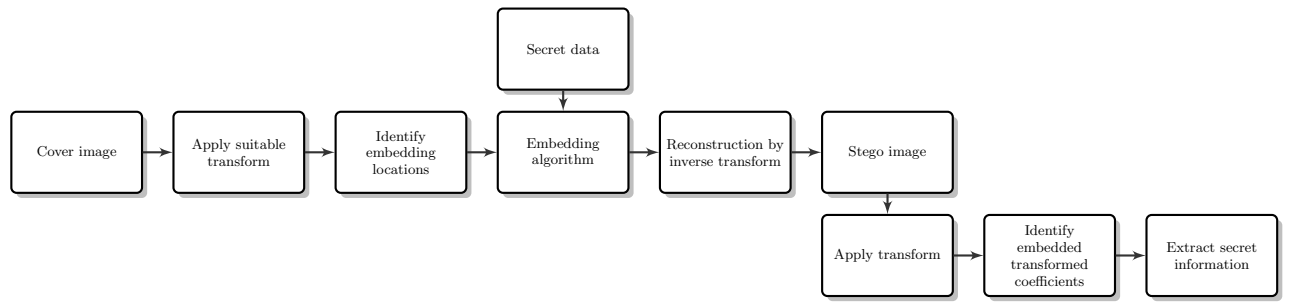 Secret data
Cover image
Apply suitable
transform
Identify
embedding
locations
Embedding
algorithm
Reconstruction by
inverse transform
Stego image
Apply transform
Identify
embedded
transformed
coefficients
Extract secret
information